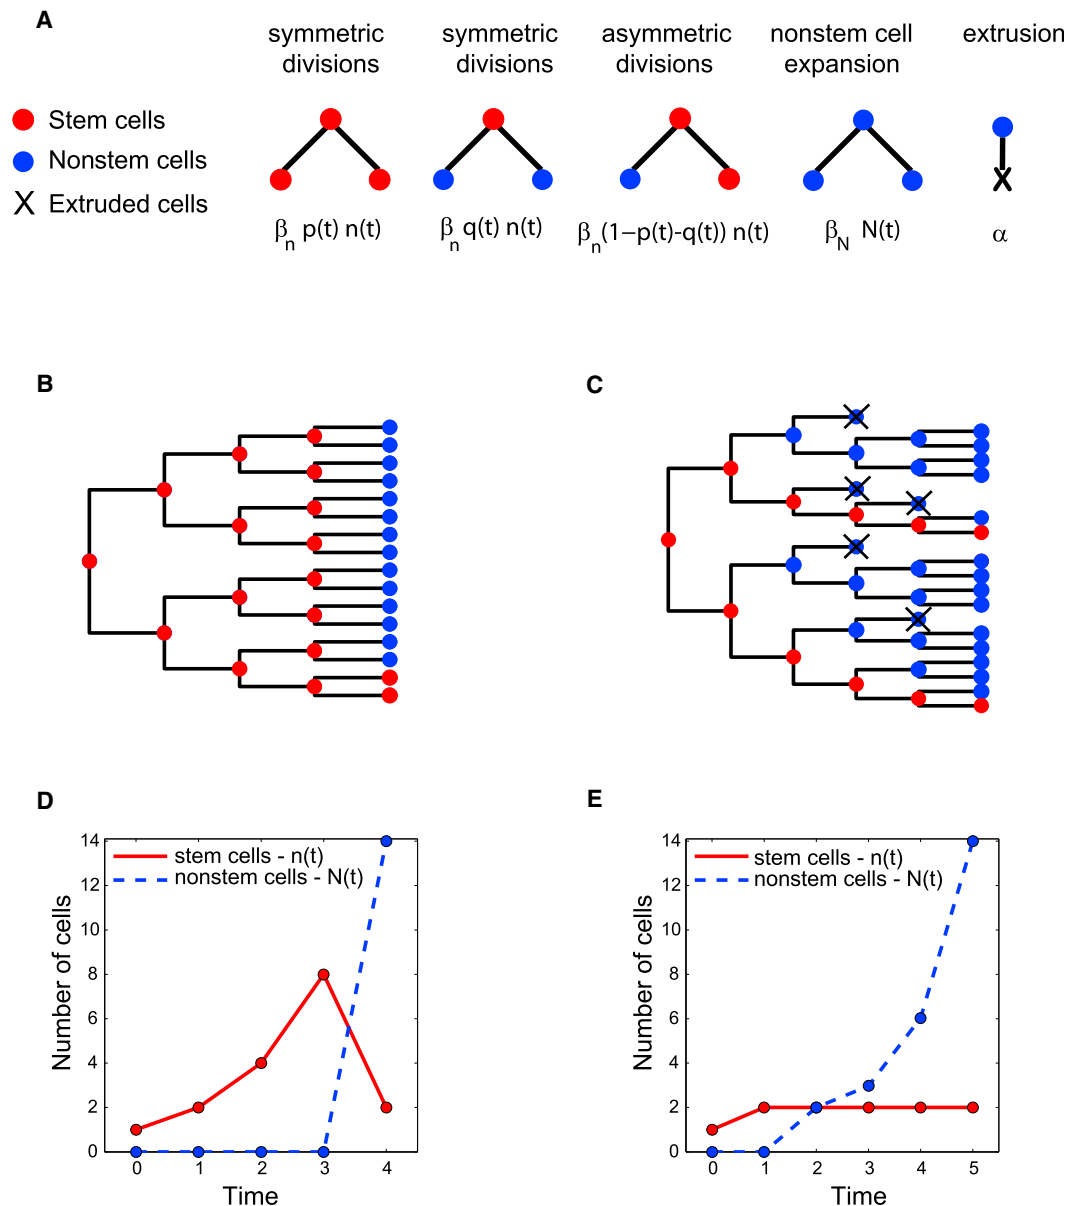 A
symmetric divisions
symmetric divisions
asymmetric divisions
nonstem cell expansion
extrusion
Stem cells
Nonstem cells
X Extruded cells
βn p(t) n(t)
βn q(t) n(t)
βn(1−p(t)-q(t)) n(t)
βN N(t)
α
B
C
D
14
12
10
8
6
4
2
0
Number of cells
stem cells - n(t)
nonstem cells - N(t)
0 1 2 3 4
Time
E
14
12
10
8
6
4
2
0
Number of cells
stem cells - n(t)
nonstem cells - N(t)
0 1 2 3 4 5
Time